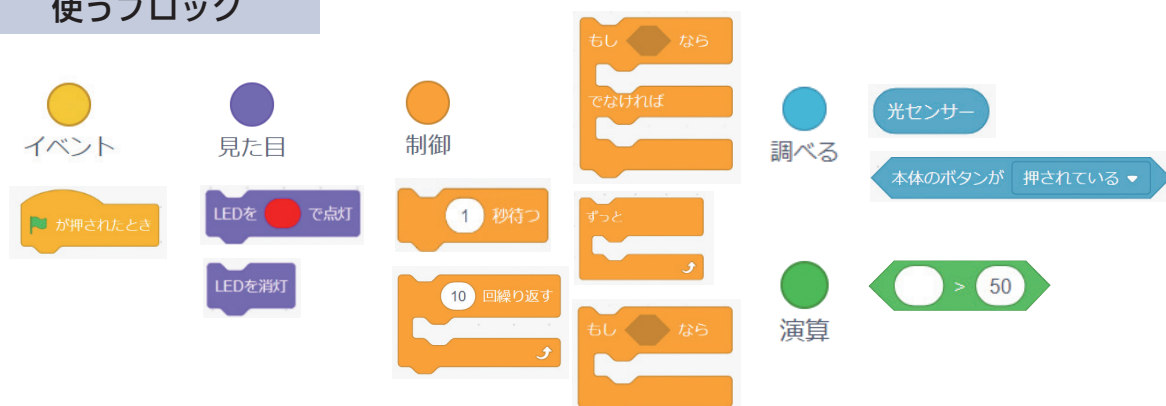 使うブロック
イベント
が押されたとき
見た目
LEDを で点灯
LEDを消灯
制御
1 秒待つ
10 回繰り返す
もし なら
でなければ
ずっと
もし なら
調べる
光センサー
本体のボタンが 押されている
演算
> 50